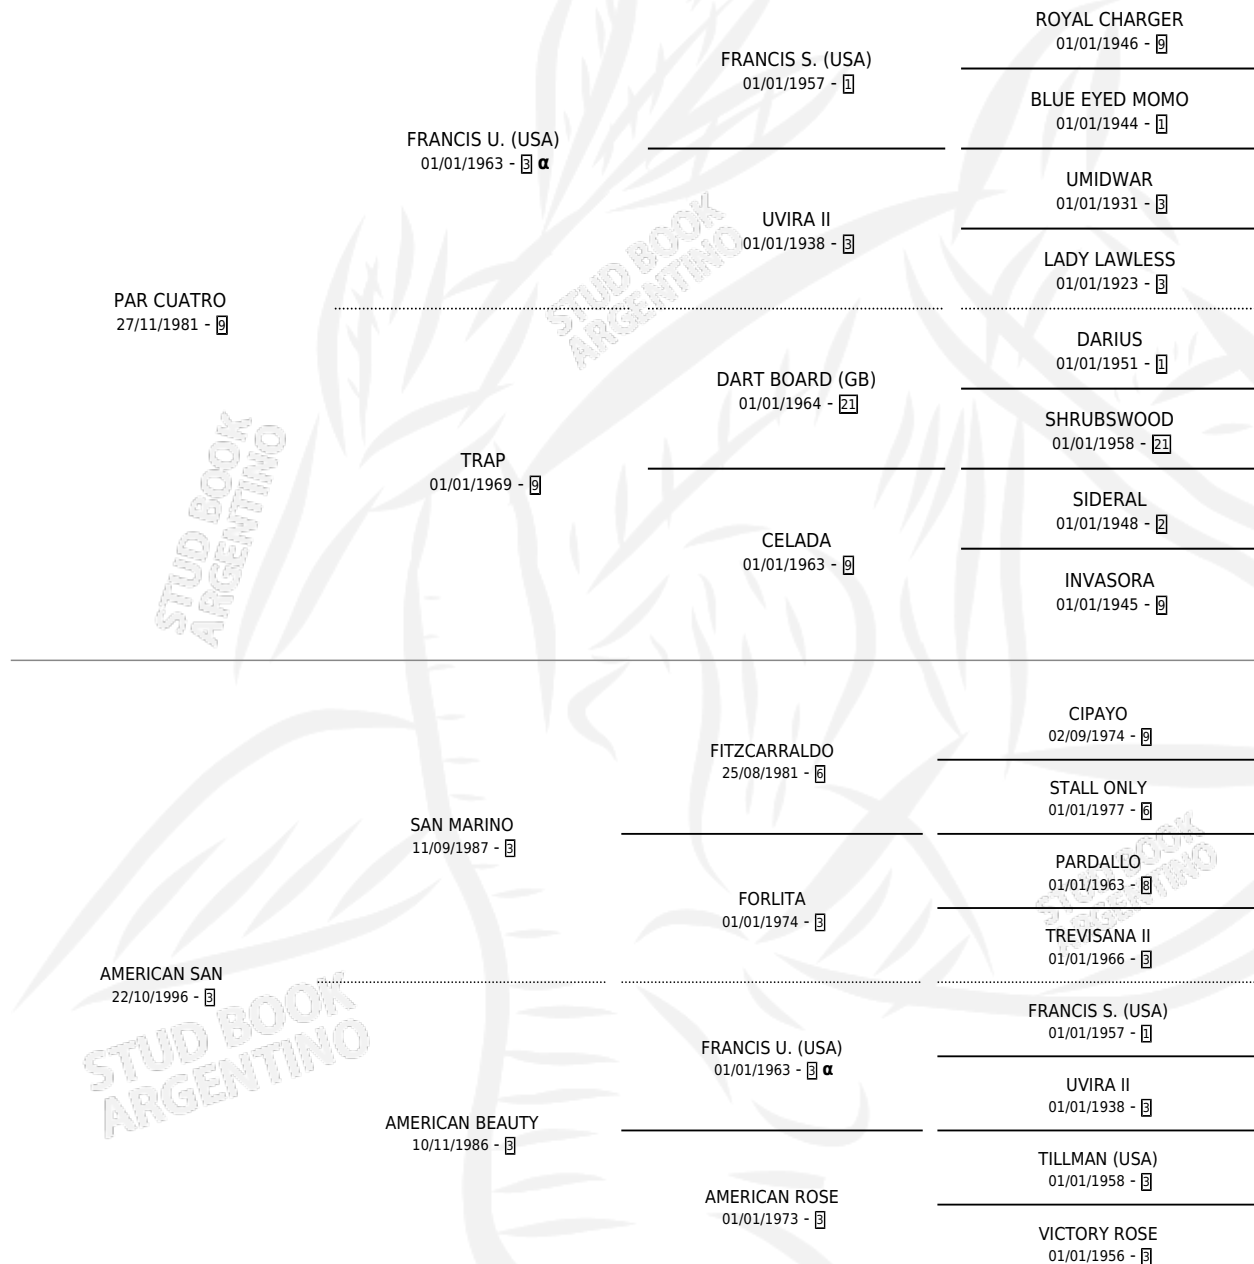 ROYAL CHARGER
01/01/1946 - 9
FRANCIS S. (USA)
01/01/1957 - 1
BLUE EYED MOMO
01/01/1944 - 1
FRANCIS U. (USA)
01/01/1963 - 3 α
UMIDWAR
01/01/1931 - 3
UVIRA II
01/01/1938 - 3
LADY LAWLESS
01/01/1923 - 3
STUD BOOK
ARGENTINO
PAR CUATRO
27/11/1981 - 9
DARIUS
01/01/1951 - 1
DART BOARD (GB)
01/01/1964 - 21
SHRUBSWOOD
01/01/1958 - 21
TRAP
01/01/1969 - 9
SIDERAL
01/01/1948 - 2
CELADA
01/01/1963 - 9
INVASORA
01/01/1945 - 9
STUD BOOK
ARGENTINO
CIPAYO
02/09/1974 - 9
FITZCARRALDO
25/08/1981 - 6
STALL ONLY
01/01/1977 - 6
SAN MARINO
11/09/1987 - 3
PARDALLO
01/01/1963 - 8
FORLITA
01/01/1974 - 3
TREVISANA II
01/01/1966 - 3
STUD BOOK
ARGENTINO
AMERICAN SAN
22/10/1996 - 3
FRANCIS S. (USA)
01/01/1957 - 1
FRANCIS U. (USA)
01/01/1963 - 3 α
UVIRA II
01/01/1938 - 3
STUD BOOK
ARGENTINO
AMERICAN BEAUTY
10/11/1986 - 3
TILLMAN (USA)
01/01/1958 - 3
AMERICAN ROSE
01/01/1973 - 3
VICTORY ROSE
01/01/1956 - 3